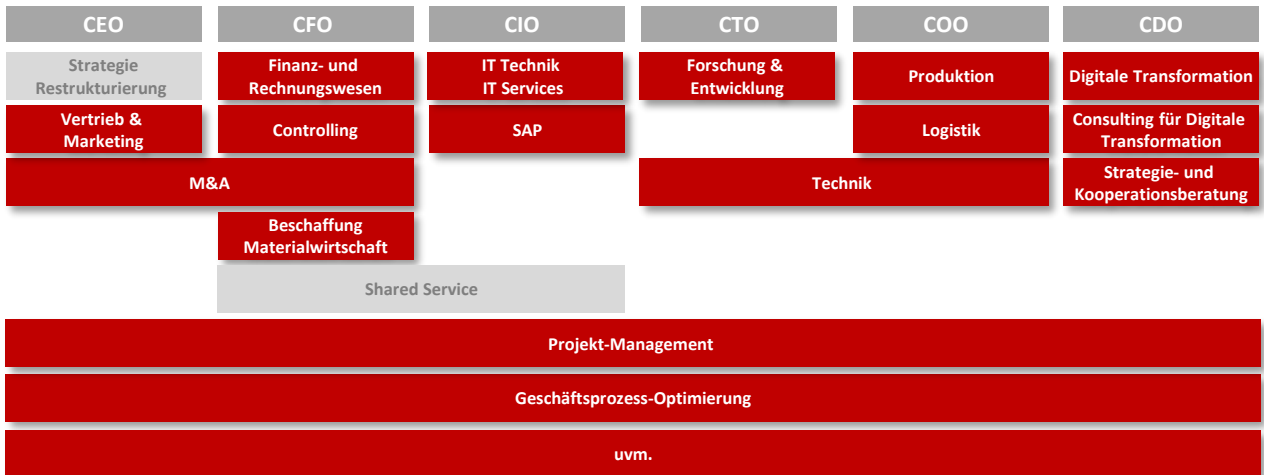 CEO
CFO
CIO
CTO
COO
CDO
Strategie
Restrukturierung
Finanz- und
Rechnungswesen
IT Technik
IT Services
Forschung &
Entwicklung
Produktion
Digitale Transformation
Vertrieb &
Marketing
Controlling
SAP
Logistik
Consulting für Digitale
Transformation
M&A
Technik
Strategie- und
Kooperationsberatung
Beschaffung
Materialwirtschaft
Shared Service
Projekt-Management
Geschäftsprozess-Optimierung
uvm.